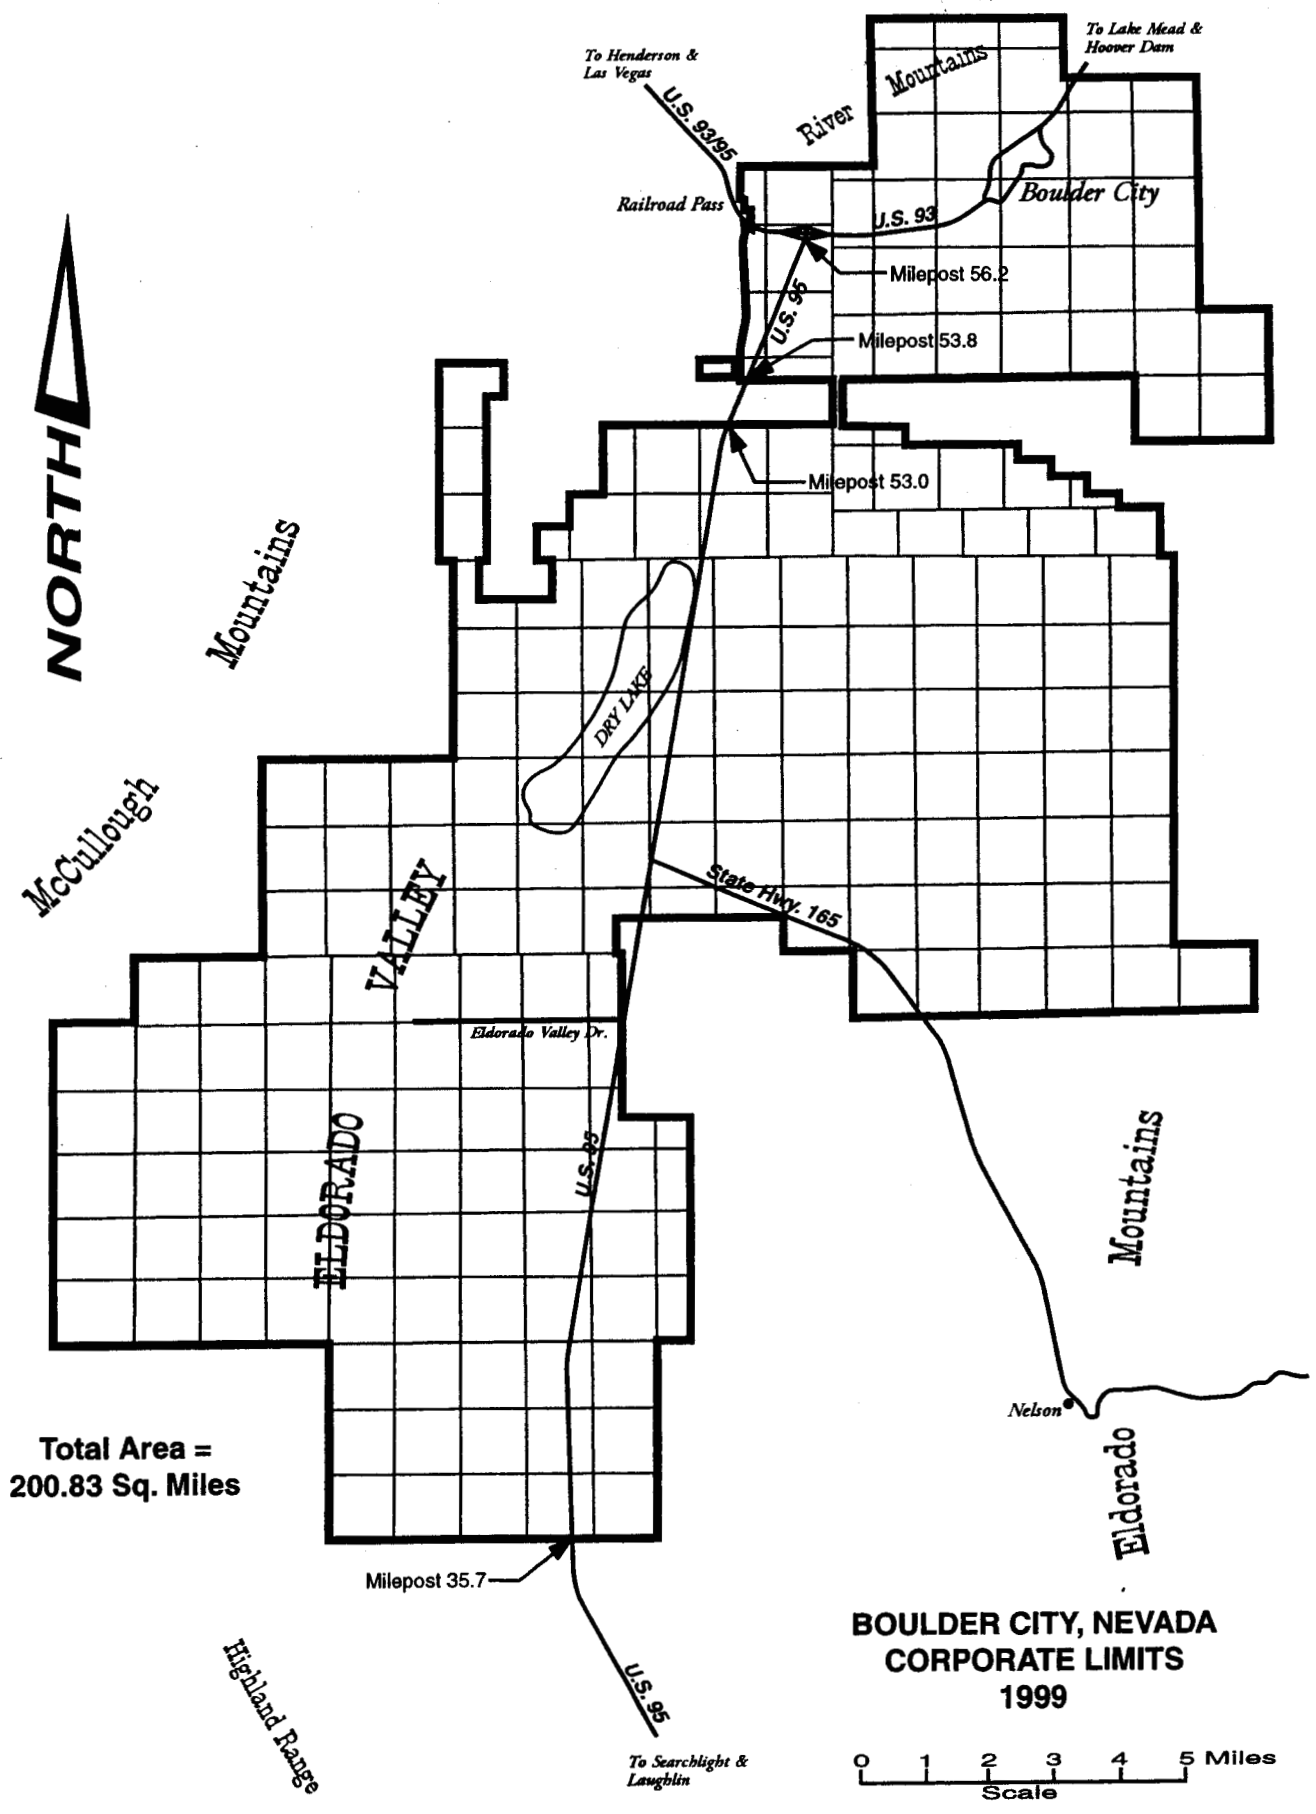 To Lake Mead &
Hoover Dam
To Henderson &
Las Vegas
Mountains
River
U.S. 93/95
Railroad Pass
Boulder City
U.S. 93
Milepost 56.2
U.S. 95
Milepost 53.8
Milepost 53.0
NORTH
Mountains
McCullough
DRY LAKE
State Hwy. 165
VALLEY
Eldorado Valley Dr.
ELDORADO
U.S. 95
Mountains
Nelson
Eldorado
Total Area =
200.83 Sq. Miles
Milepost 35.7
Highland Range
U.S. 95
To Searchlight &
Laughlin
BOULDER CITY, NEVADA
CORPORATE LIMITS
1999
0 1 2 3 4 5 Miles
Scale